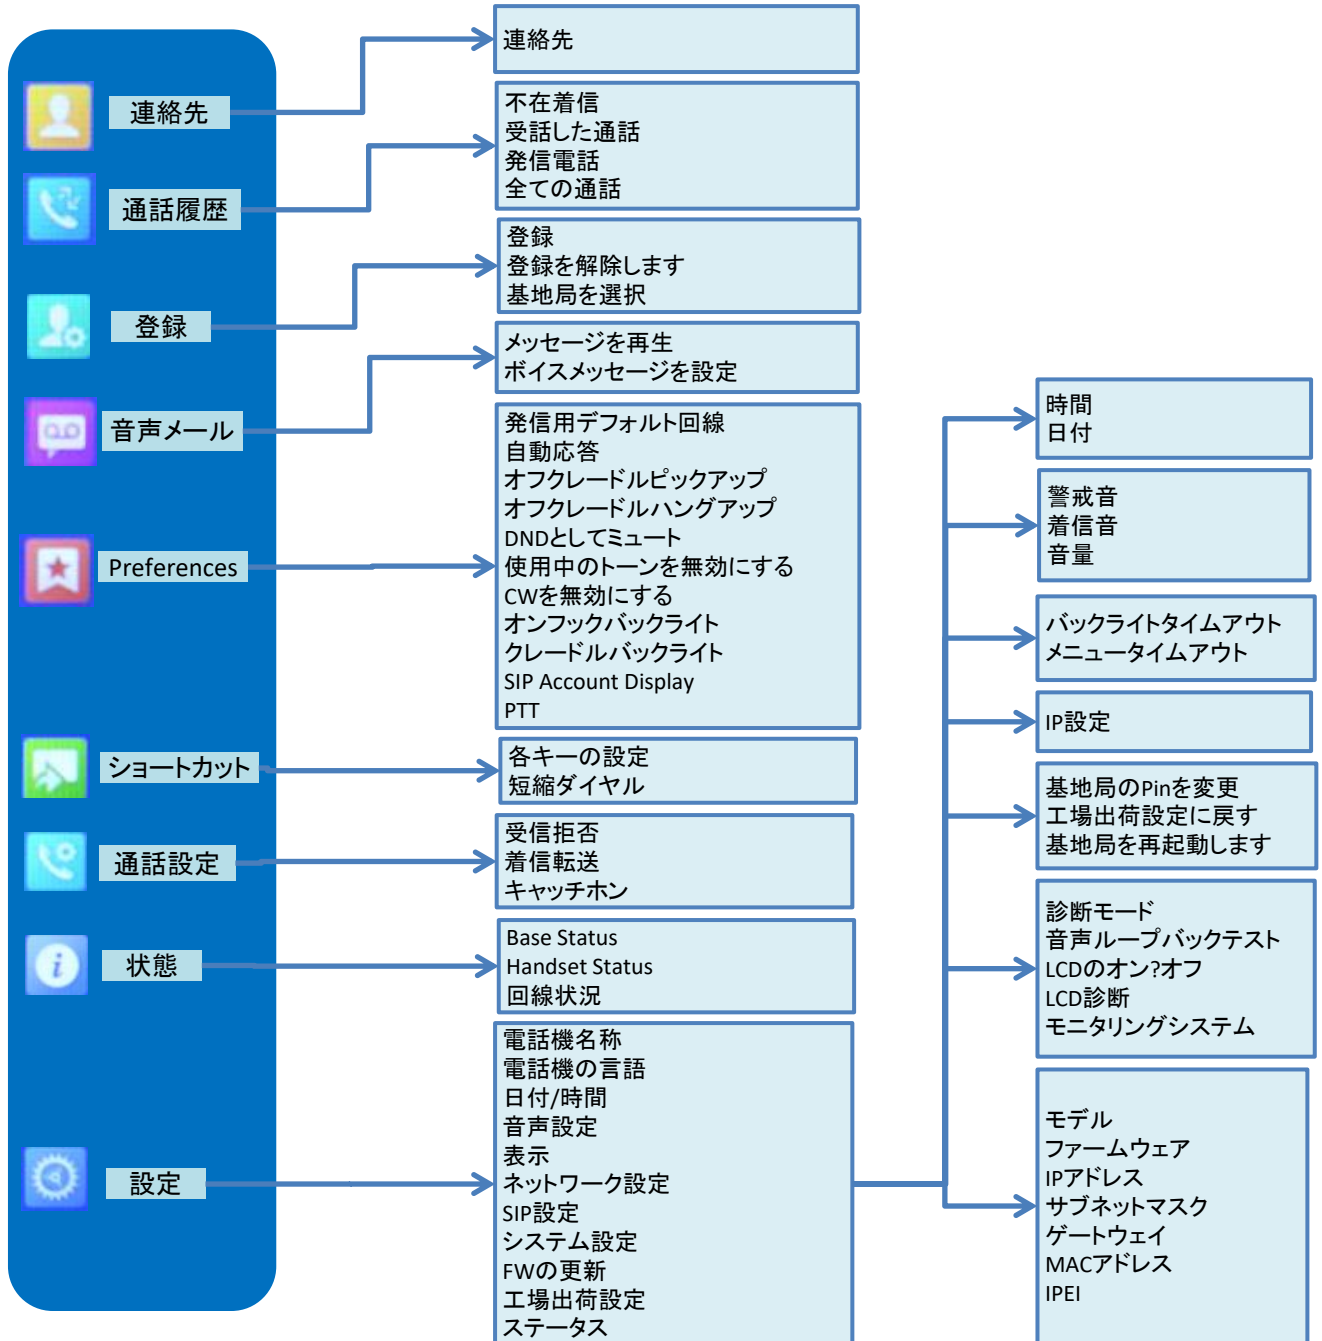 連絡先
通話履歴
登録
音声メール
Preferences
ショートカット
通話設定
状態
設定
連絡先
不在着信
受話した通話
発信電話
全ての通話
登録
登録を解除します
基地局を選択
メッセージを再生
ボイスメッセージを設定
発信用デフォルト回線
自動応答
オフクレードルピックアップ
オフクレードルハングアップ
DNDとしてミュート
使用中のトーンを無効にする
CWを無効にする
オンフックバックライト
クレードルバックライト
SIP Account Display
PTT
各キーの設定
短縮ダイヤル
受信拒否
着信転送
キャッチホン
Base Status
Handset Status
回線状況
電話機名称
電話機の言語
日付/時間
音声設定
表示
ネットワーク設定
SIP設定
システム設定
FWの更新
工場出荷設定
ステータス
時間
日付
警戒音
着信音
音量
バックライトタイムアウト
メニュータイムアウト
IP設定
基地局のPinを変更
工場出荷設定に戻す
基地局を再起動します
診断モード
音声ループバックテスト
LCDのオン?オフ
LCD診断
モニタリングシステム
モデル
ファームウェア
IPアドレス
サブネットマスク
ゲートウェイ
MACアドレス
IPEI